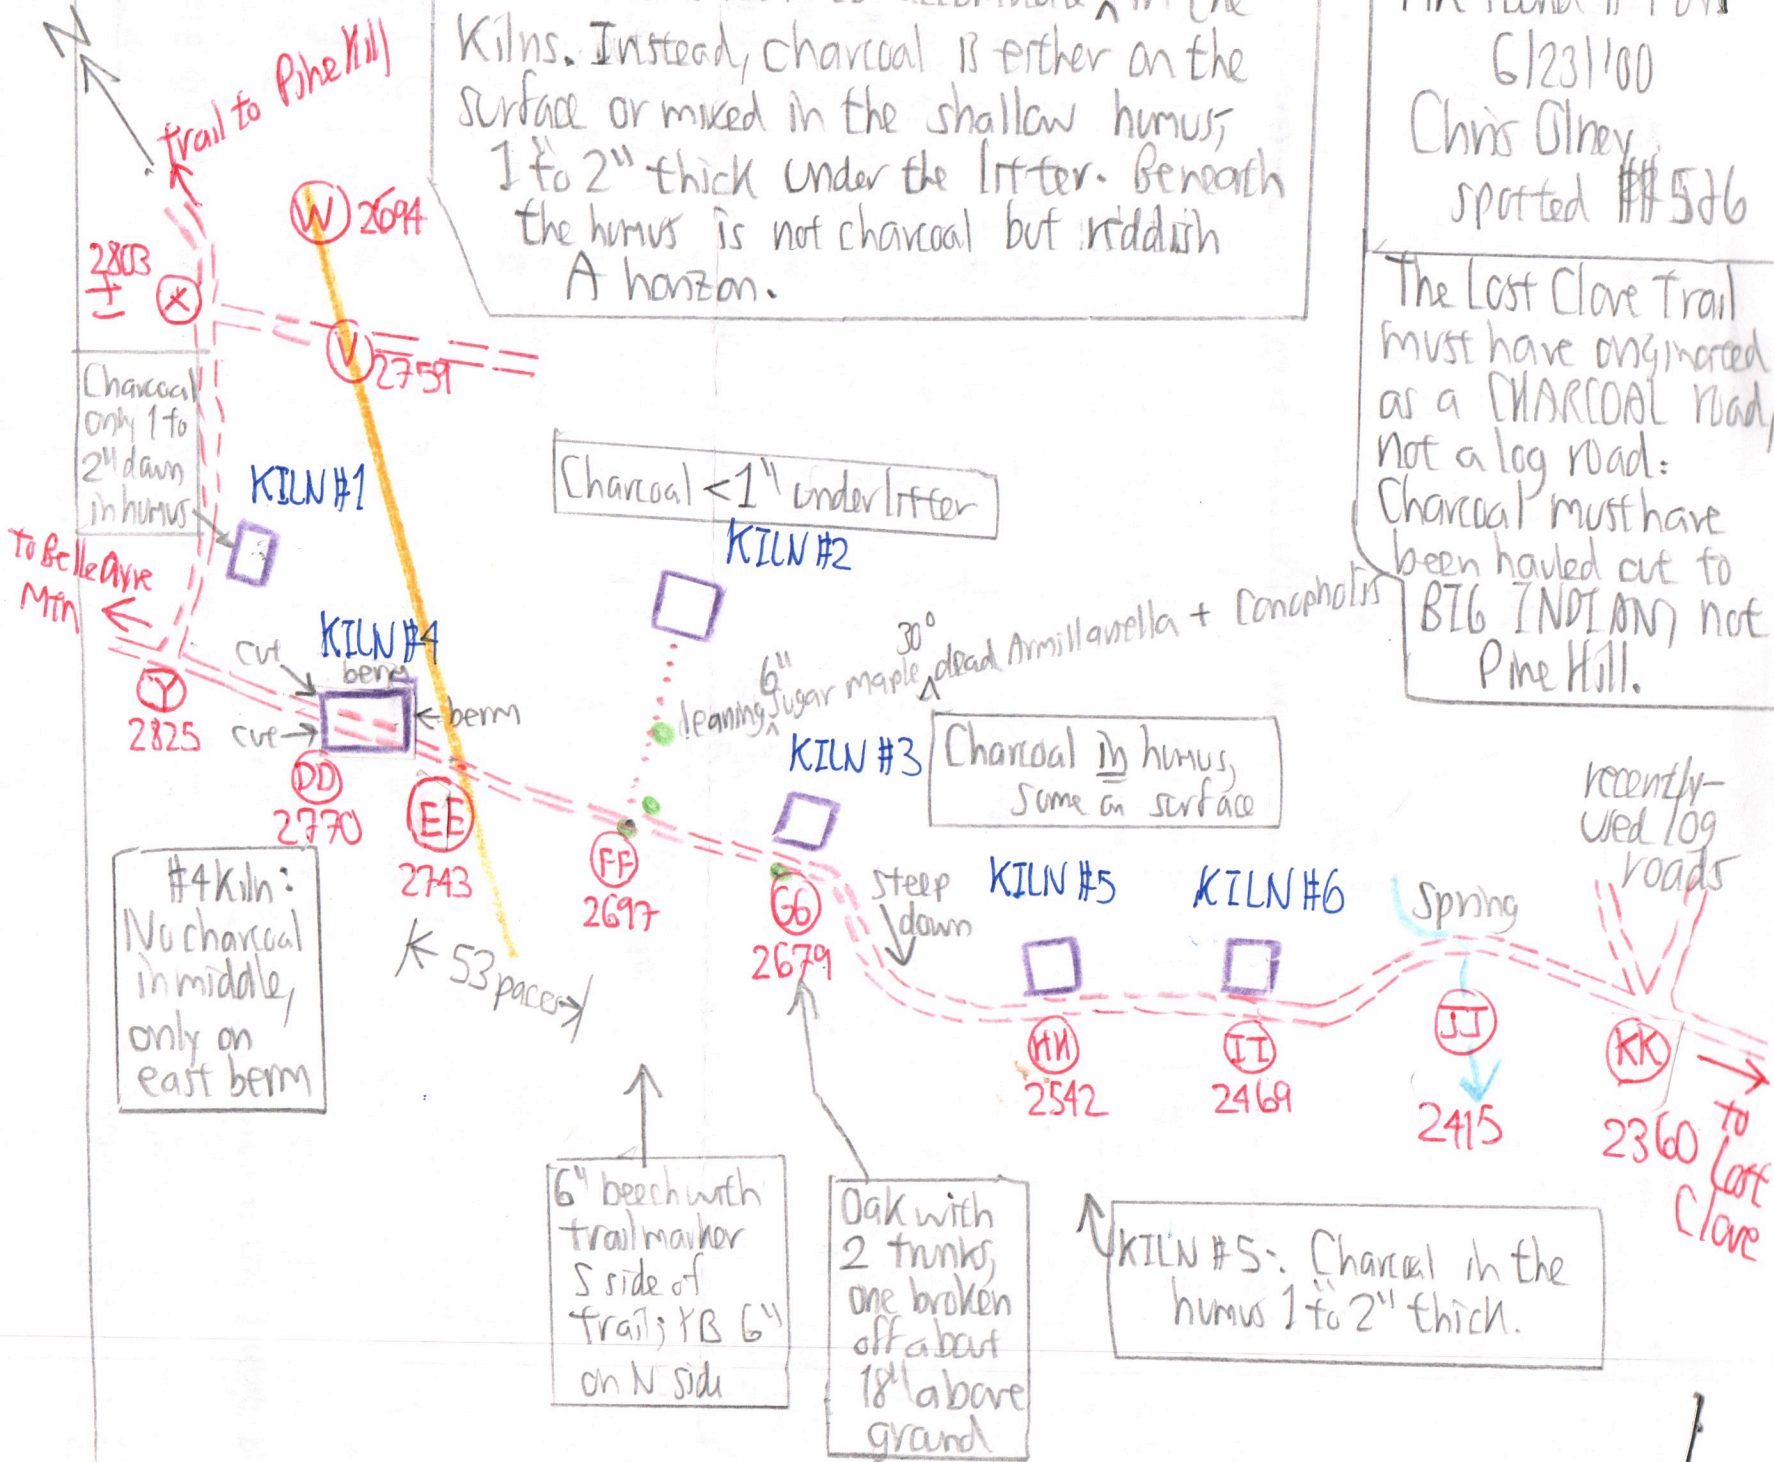 N
trail to Pine Hill
in the
Kilns. Instead, charcoal is either on the
surface or mixed in the shallow humus,
1" to 2" thick under the litter. Beneath
the humus is not charcoal but reddish
A horizon.
6/23/'00
Chris Olney
spotted ## 5+6
The Lost Clove Trail
must have originated
as a CHARCOAL road,
not a log road.
Charcoal must have
been hauled out to
BIG INDIAN, not
Pine Hill.
W 2694
2803
±
X
V 2759
Charcoal
only 1 to
2" down
in humus
KILN #1
Charcoal <1" under litter
KILN #2
to Belleayre
Mtn
cut
KILN #4
berm
berm
cut
Y
2825
DD
2770
EE
2743
leaning 6" sugar maple, 30° dead Armillariella + Conopholis
KILN #3
Charcoal in humus,
some on surface
FF
2697
GG
2679
steep
down
KILN #5
KILN #6
spring
recently-
used log
roads
#4 Kiln:
No charcoal
in middle,
only on
east berm
53 paces
HH
2542
II
2469
JJ
2415
KK
2360
to
Lost
Clove
6" beech with
trail marker
S side of
trail; YB 6"
on N side
Oak with
2 trunks,
one broken
off about
18" above
ground
KILN #5: Charcoal in the
humus 1" to 2" thick.